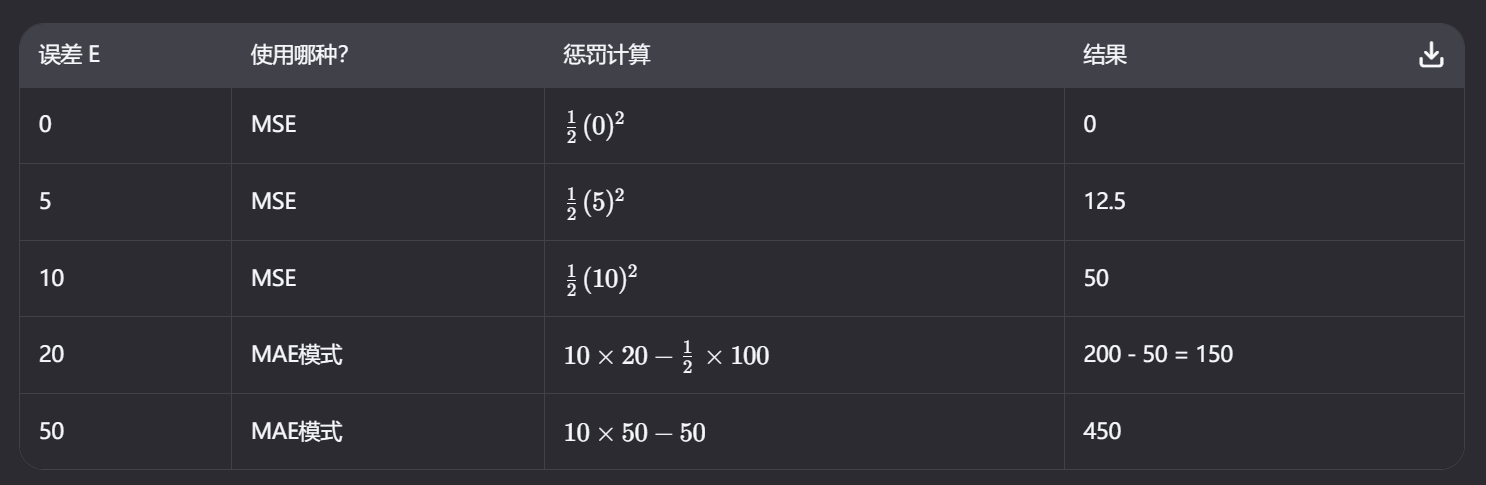 误差 E 使用哪种? 惩罚计算 结果
0 MSE $\frac{1}{2}(0)^2$ 0
5 MSE $\frac{1}{2}(5)^2$ 12.5
10 MSE $\frac{1}{2}(10)^2$ 50
20 MAE模式 $10 \times 20 - \frac{1}{2} \times 100$ 200 - 50 = 150
50 MAE模式 $10 \times 50 - 50$ 450